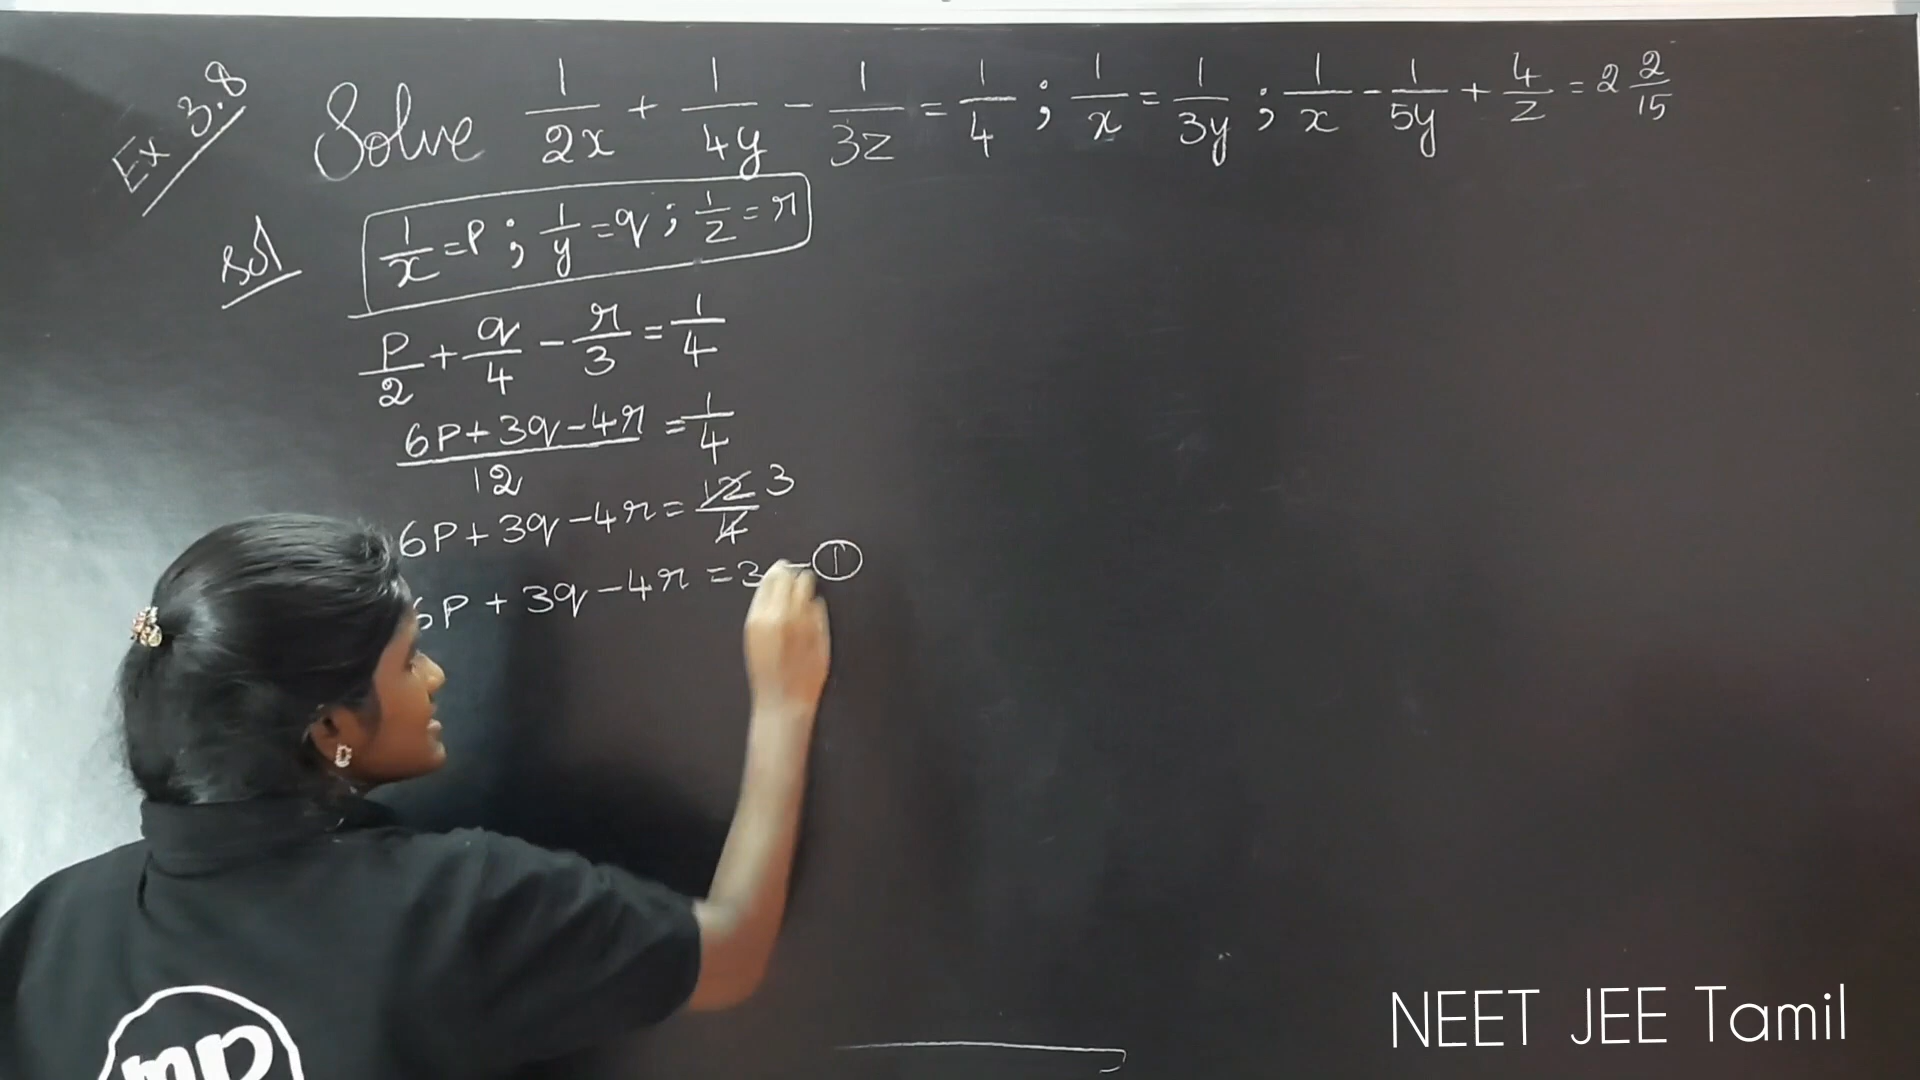 Ex 3.8
Solve 1/2x + 1/4y - 1/3z = 1/4 ; 1/x = 1/3y ; 1/x - 1/5y + 4/z = 2 2/15
sol
1/x = p ; 1/y = q ; 1/z = r
p/2 + q/4 - r/3 = 1/4
6p + 3q - 4r / 12 = 1/4
6p + 3q - 4r = 12/4 3
6p + 3q - 4r = 3 - ①
mp
NEET JEE Tamil